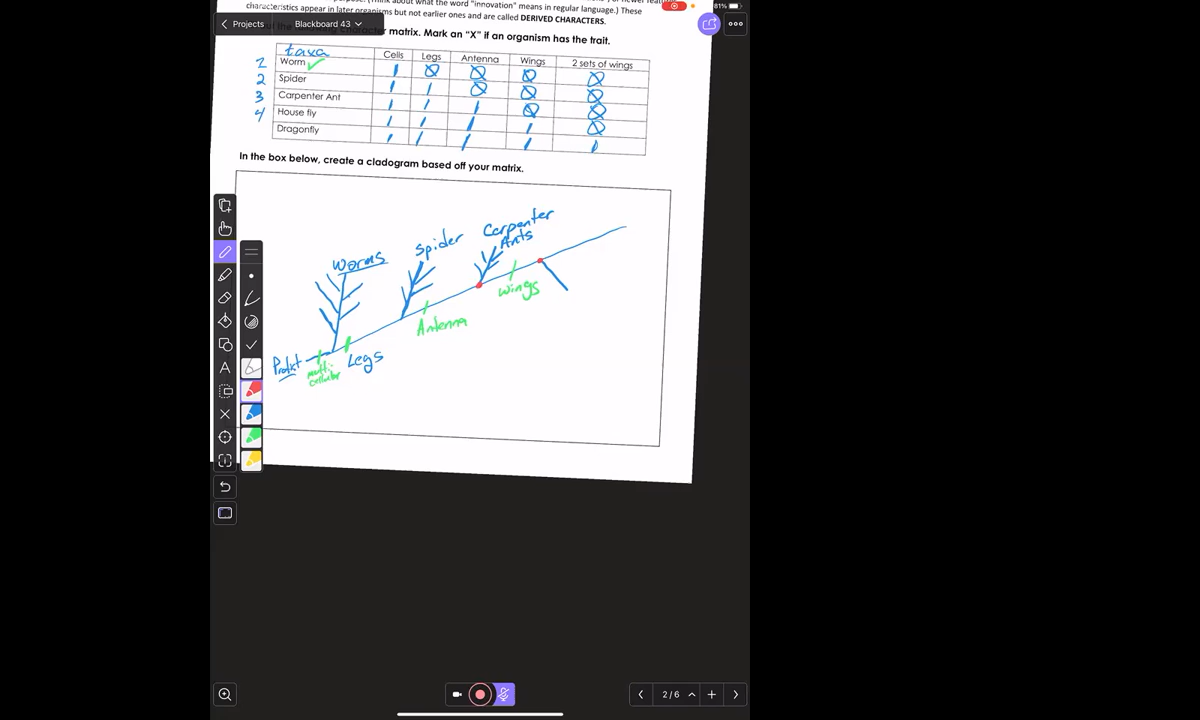 characteristics appear in later organisms but not earlier ones and are called DERIVED CHARACTERS.
81%
Projects
Blackboard 43
matrix. Mark an "X" if an organism has the trait.
taxa
Cells Legs Antenna Wings 2 sets of wings
Worm
2 Spider
3 Carpenter Ant
4 House fly
Dragonfly
In the box below, create a cladogram based off your matrix.
Carpenter
Ants
Spider
Worms
wings
Antenna
Legs
Protist
multi
cellular
2 / 6